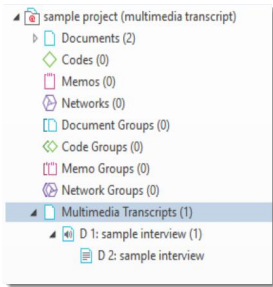 sample project (multimedia transcript)
Documents (2)
Codes (0)
Memos (0)
Networks (0)
Document Groups (0)
Code Groups (0)
Memo Groups (0)
Network Groups (0)
Multimedia Transcripts (1)
D 1: sample interview (1)
D 2: sample interview